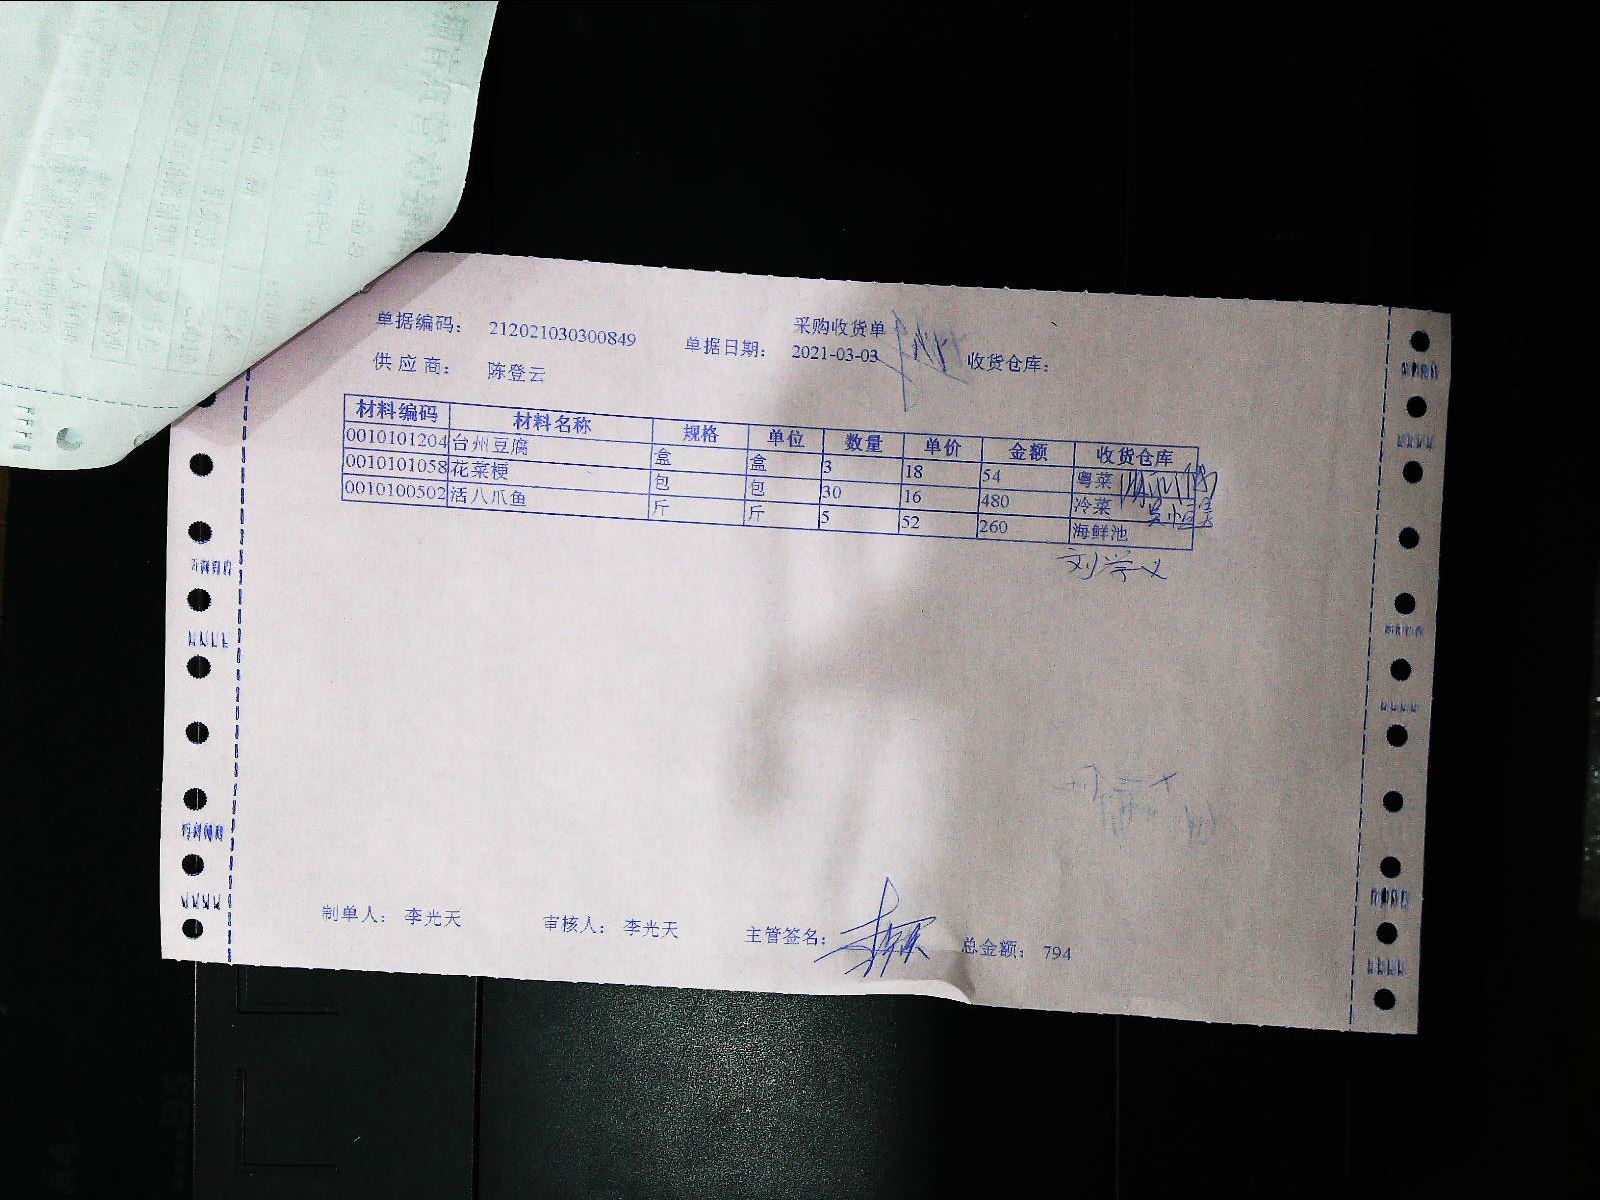 采购收货单
单据编码： 212021030300849 单据日期： 2021-03-03 收货仓库：
供应商： 陈登云
材料编码 材料名称 规格 单位 数量 单价 金额 收货仓库
0010101204 台州豆腐 盒 盒 3 18 54 粤菜
0010101058 花菜梗 包 包 30 16 480 冷菜
0010100502 活八爪鱼 斤 斤 5 52 260 海鲜池
刘学义
制单人： 李光天 审核人： 李光天 主管签名： 总金额： 794